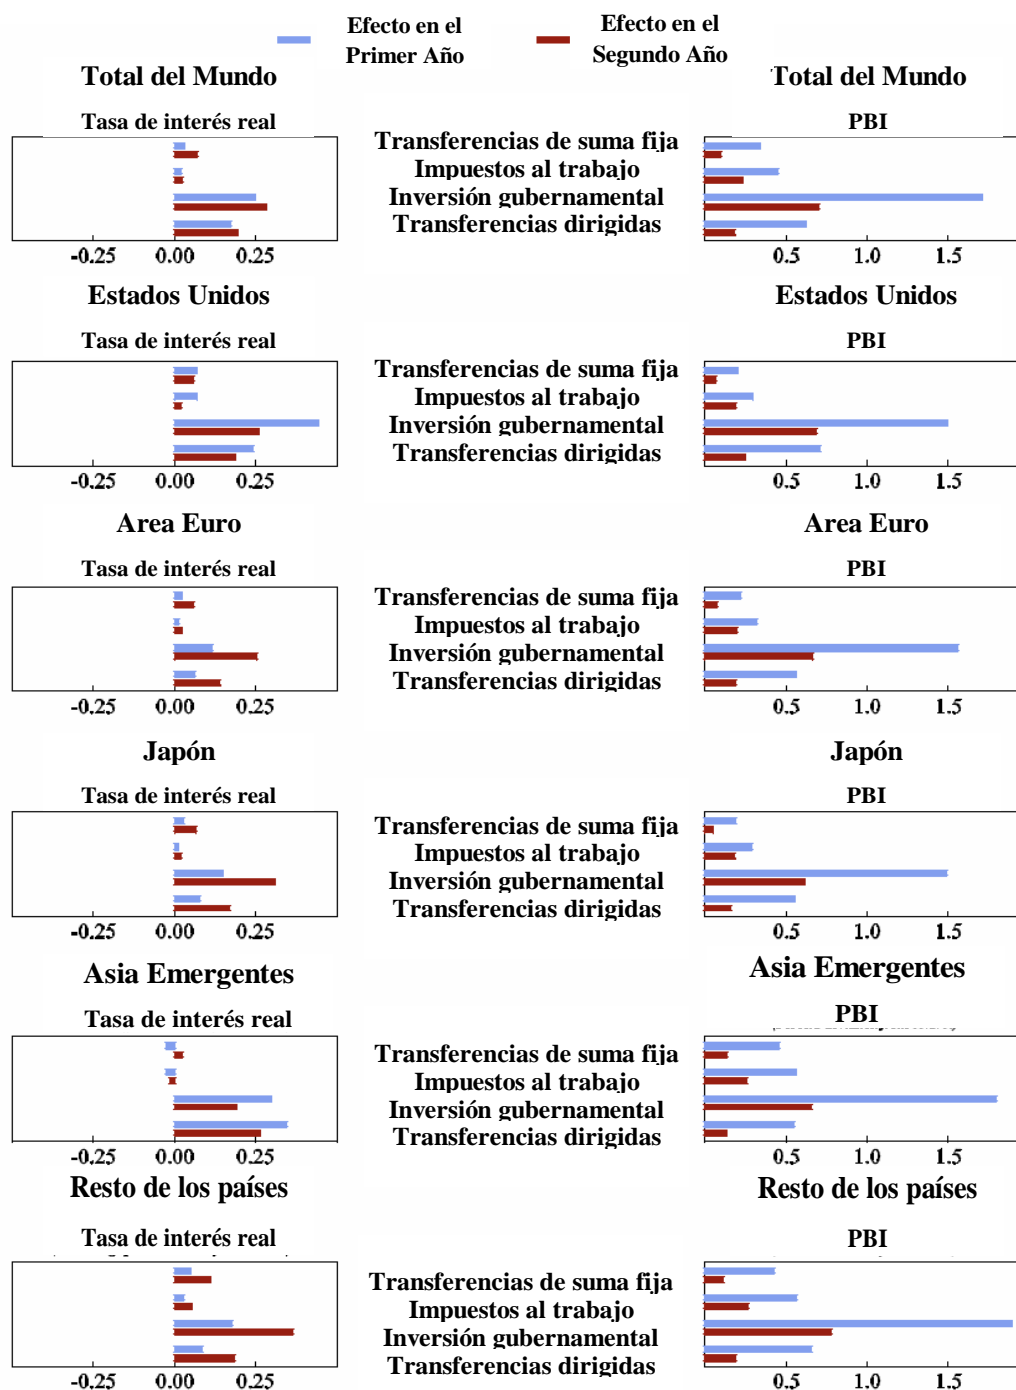 Efecto en el
Primer Año
Efecto en el
Segundo Año
Total del Mundo
Total del Mundo
Tasa de interés real
PBI
Transferencias de suma fija
Impuestos al trabajo
Inversión gubernamental
Transferencias dirigidas
-0.25 0.00 0.25
0.5 1.0 1.5
Estados Unidos
Estados Unidos
Tasa de interés real
PBI
Transferencias de suma fija
Impuestos al trabajo
Inversión gubernamental
Transferencias dirigidas
-0.25 0.00 0.25
0.5 1.0 1.5
Area Euro
Area Euro
Tasa de interés real
PBI
Transferencias de suma fija
Impuestos al trabajo
Inversión gubernamental
Transferencias dirigidas
-0.25 0.00 0.25
0.5 1.0 1.5
Japón
Japón
Tasa de interés real
PBI
Transferencias de suma fija
Impuestos al trabajo
Inversión gubernamental
Transferencias dirigidas
-0.25 0.00 0.25
0.5 1.0 1.5
Asia Emergentes
Asia Emergentes
Tasa de interés real
PBI
Transferencias de suma fija
Impuestos al trabajo
Inversión gubernamental
Transferencias dirigidas
-0.25 0.00 0.25
0.5 1.0 1.5
Resto de los países
Resto de los países
Tasa de interés real
PBI
Transferencias de suma fija
Impuestos al trabajo
Inversión gubernamental
Transferencias dirigidas
-0.25 0.00 0.25
0.5 1.0 1.5